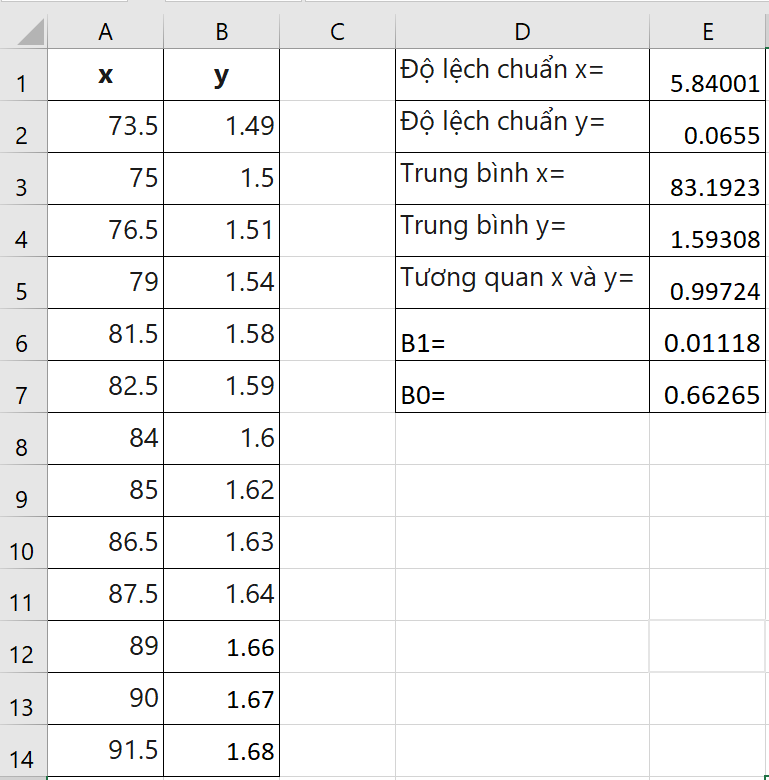 A B C D E
1 x y Độ lệch chuẩn x= 5.84001
2 73.5 1.49 Độ lệch chuẩn y= 0.0655
3 75 1.5 Trung bình x= 83.1923
4 76.5 1.51 Trung bình y= 1.59308
5 79 1.54 Tương quan x và y= 0.99724
6 81.5 1.58 B1= 0.01118
7 82.5 1.59 B0= 0.66265
8 84 1.6
9 85 1.62
10 86.5 1.63
11 87.5 1.64
12 89 1.66
13 90 1.67
14 91.5 1.68